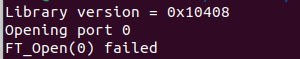 Library version = 0x10408
Opening port 0
FT_Open(0) failed